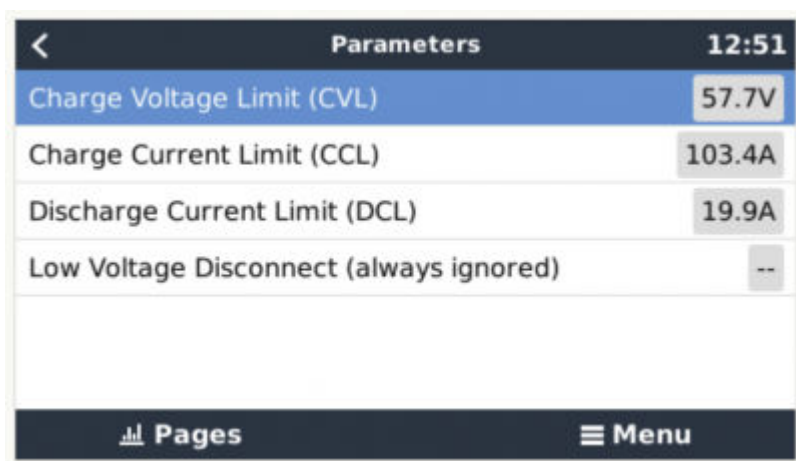 Parameters 12:51
Charge Voltage Limit (CVL) 57.7V
Charge Current Limit (CCL) 103.4A
Discharge Current Limit (DCL) 19.9A
Low Voltage Disconnect (always ignored) --
Pages Menu